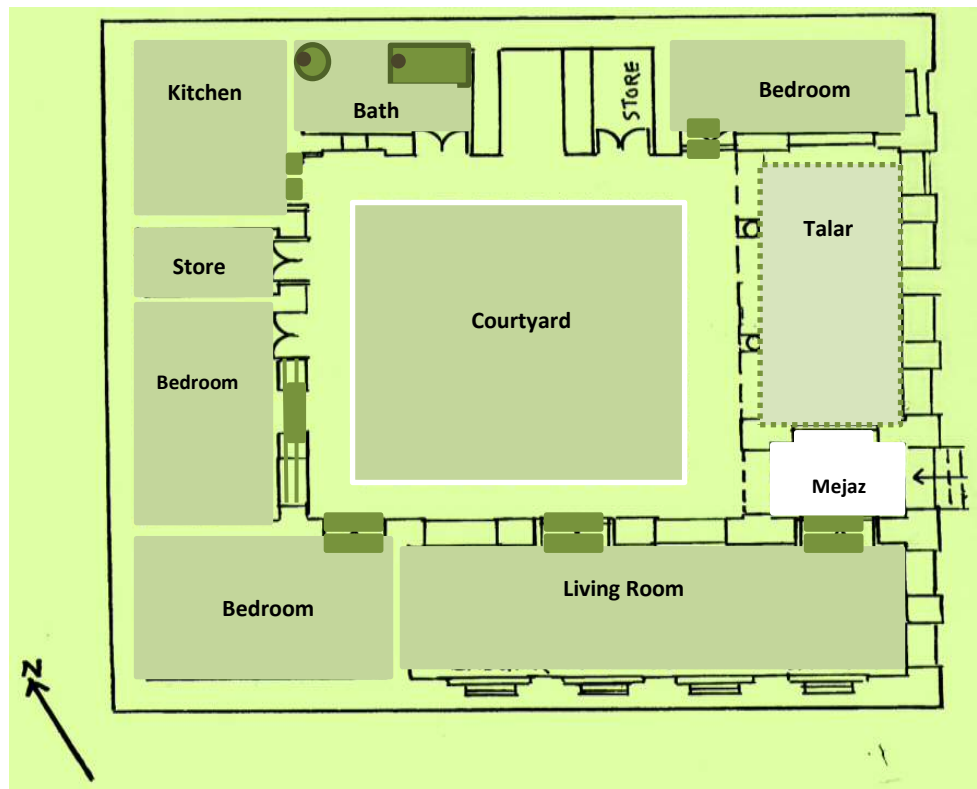 Kitchen
Bath
STORE
Bedroom
Talar
Store
Courtyard
Bedroom
Mejaz
Living Room
Bedroom
N